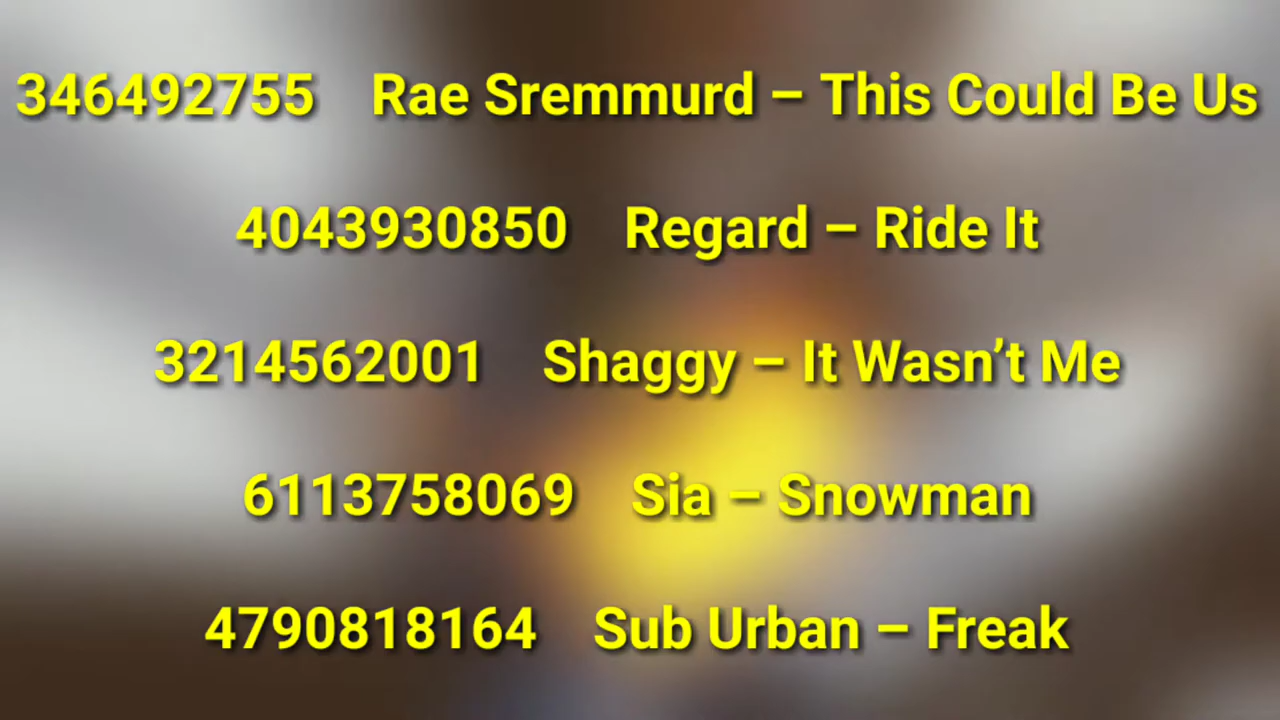 346492755 Rae Sremmurd – This Could Be Us
4043930850 Regard – Ride It
3214562001 Shaggy – It Wasn’t Me
6113758069 Sia – Snowman
4790818164 Sub Urban – Freak